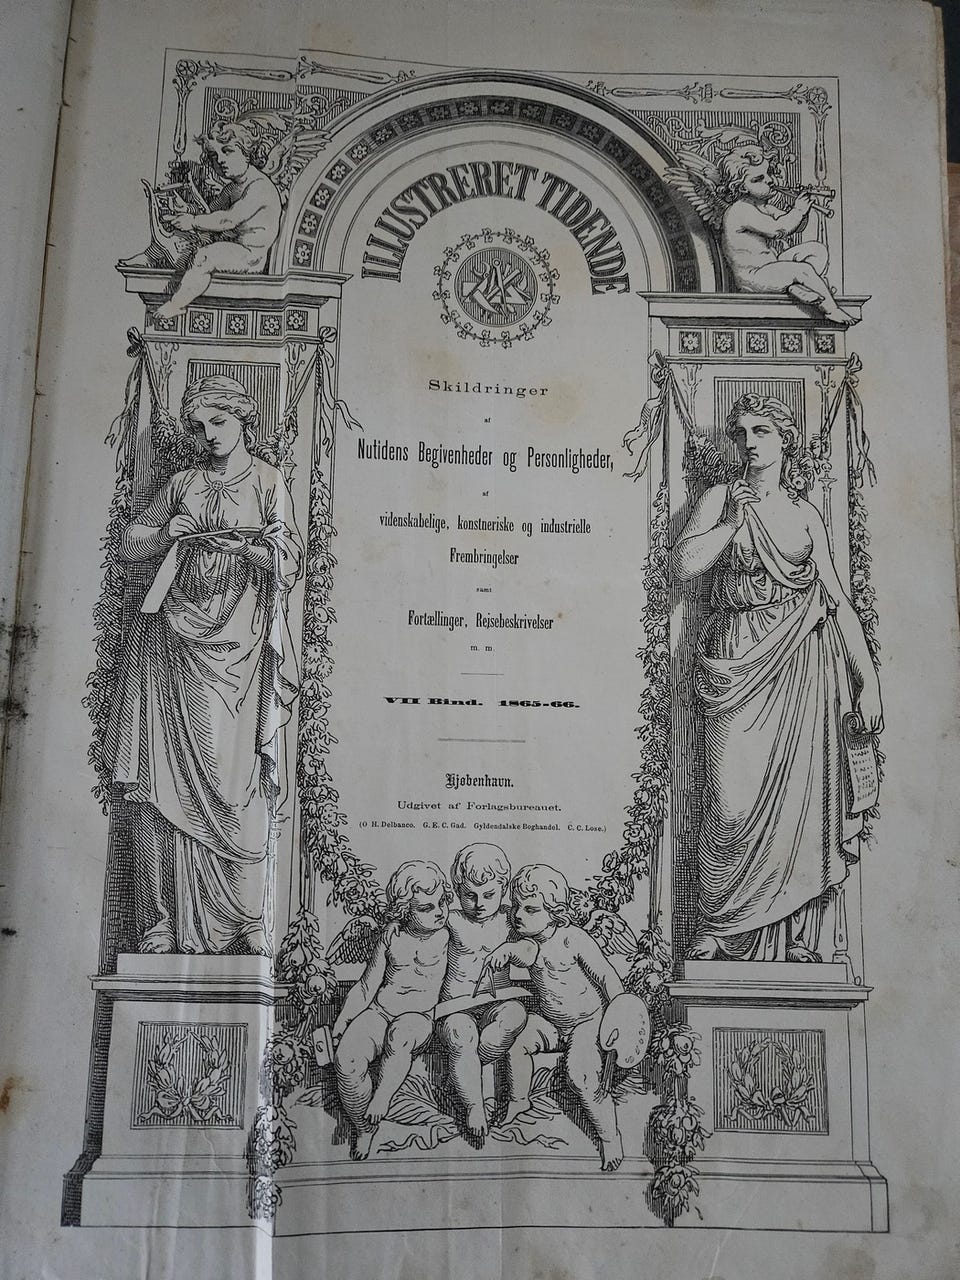 ILLUSTRERET TIDENDE
Skildringer
af
Nutidens Begivenheder og Personligheder,
af
videnskabelige, konstneriske og industrielle
Frembringelser
samt
Fortællinger, Rejsebeskrivelser
m. m.
VII Bind. 1865-66.
Kjøbenhavn.
Udgivet af Forlagsbureauet.
(O H. Delbanco. G. E. C. Gad. Gyldendalske Boghandel. C. C. Lose.)